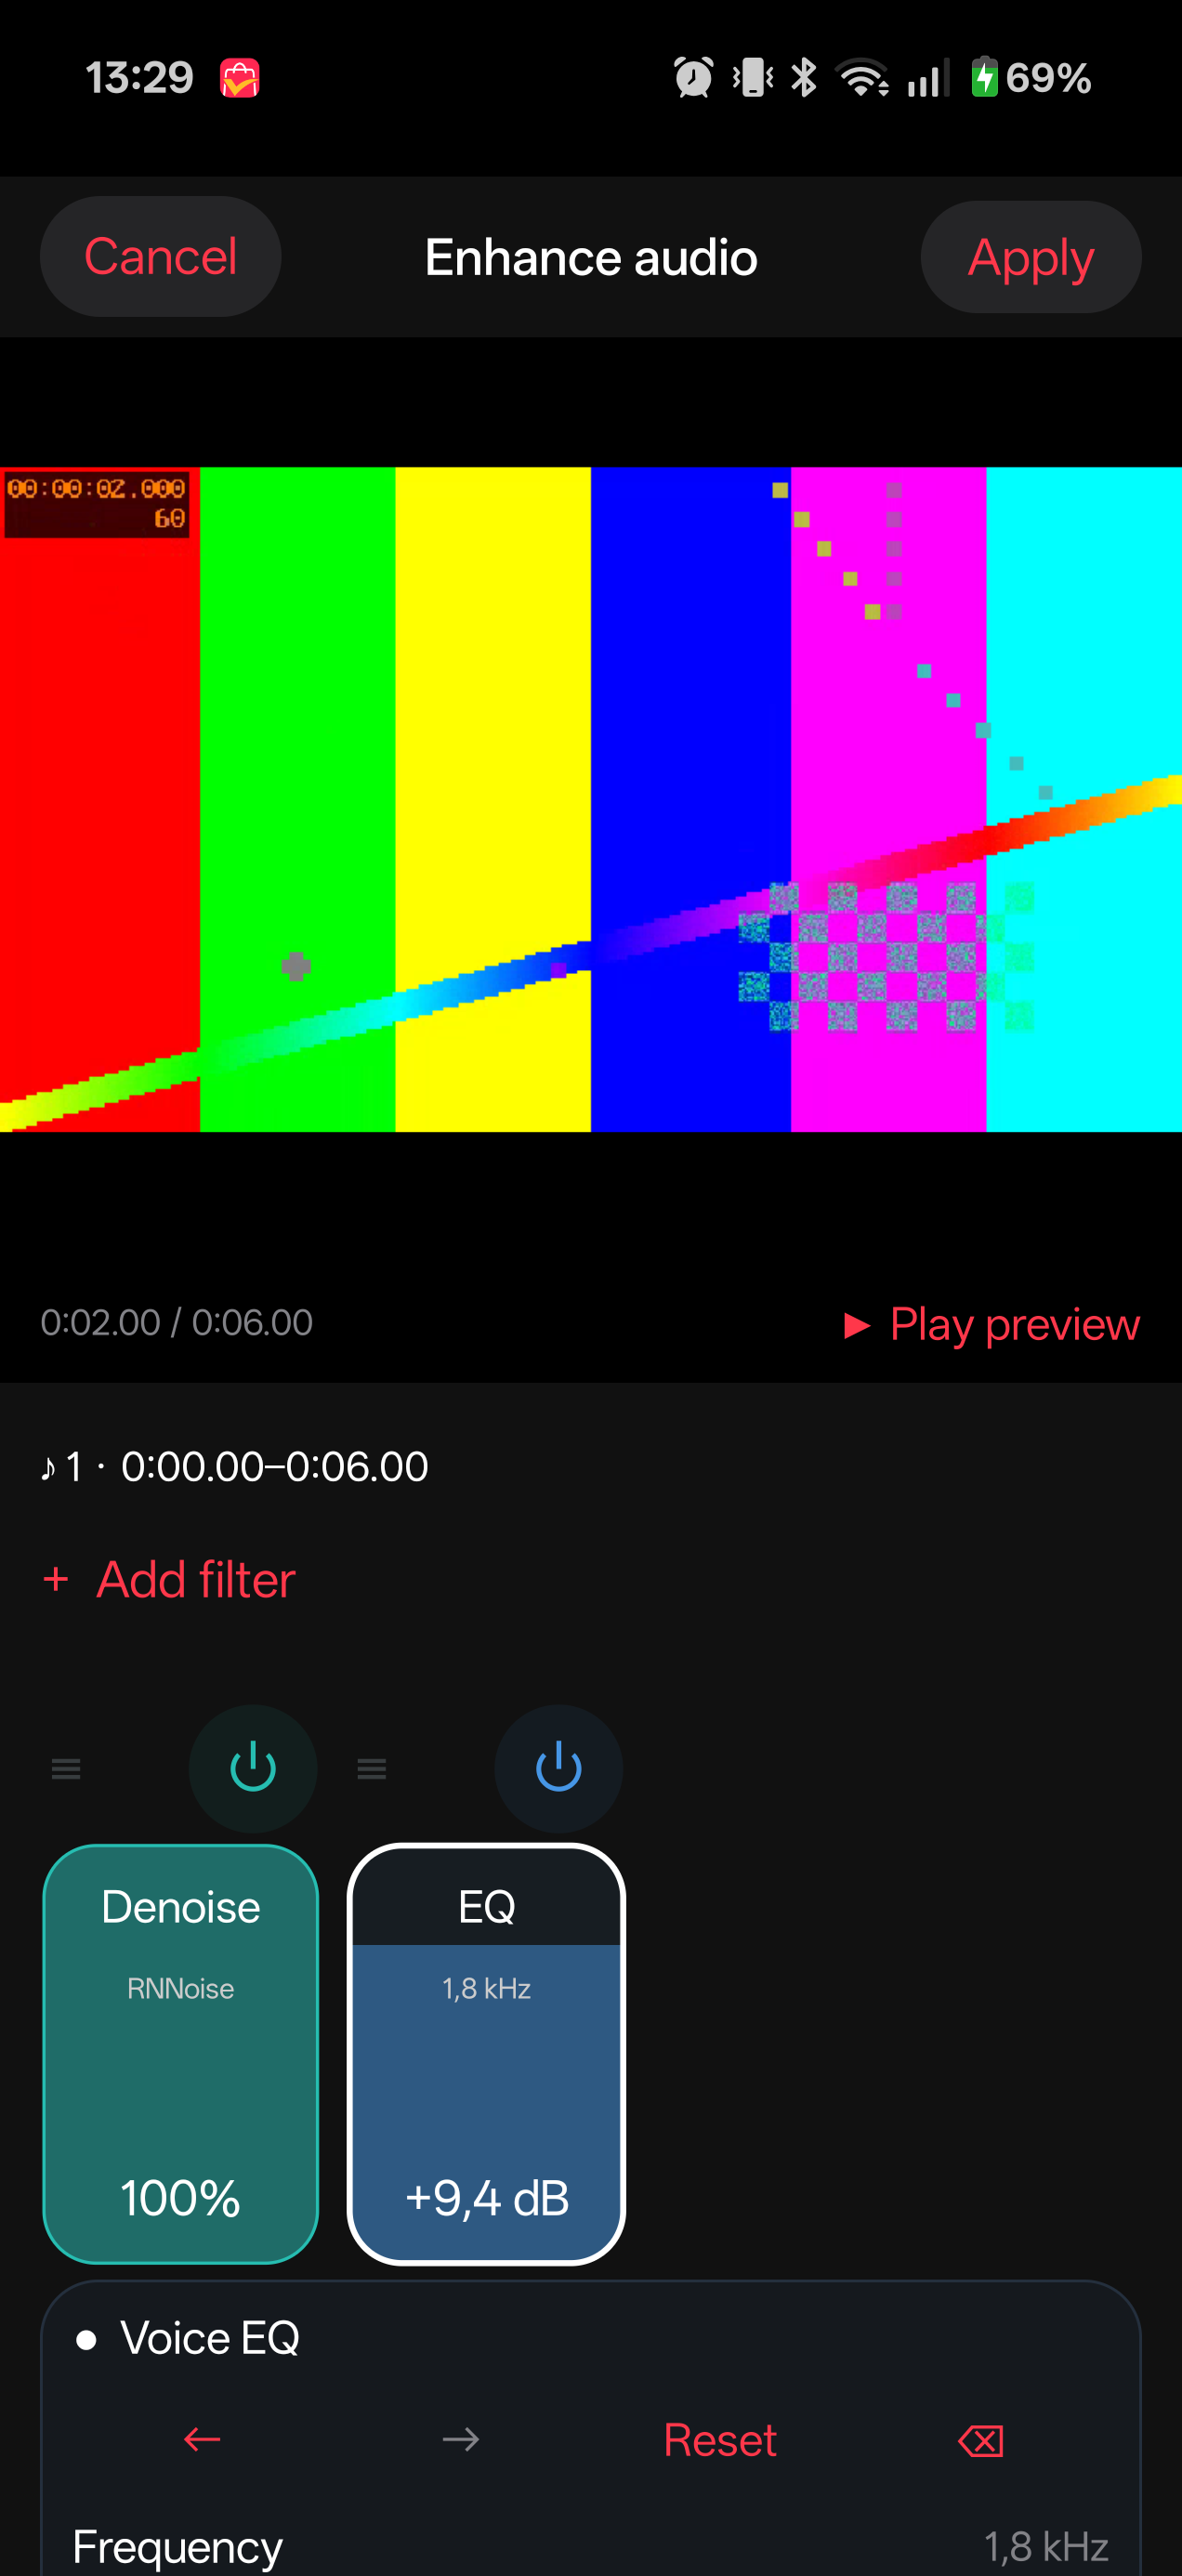 13:29
69%
Cancel
Enhance audio
Apply
00:00:02.000
60
0:02.00 / 0:06.00
▶ Play preview
♪ 1 · 0:00.00–0:06.00
+ Add filter
Denoise
RNNoise
100%
EQ
1,8 kHz
+9,4 dB
Voice EQ
← → Reset
Frequency
1,8 kHz